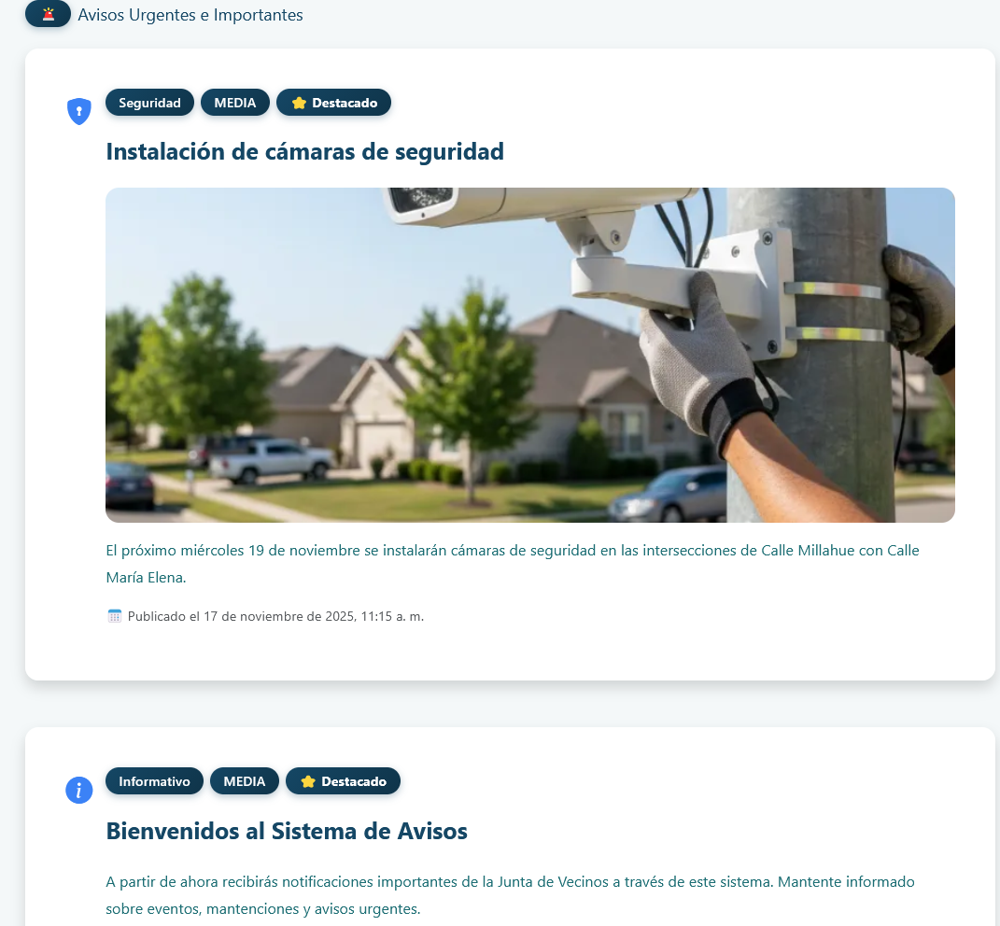 Avisos Urgentes e Importantes
Seguridad MEDIA Destacado
Instalación de cámaras de seguridad
El próximo miércoles 19 de noviembre se instalarán cámaras de seguridad en las intersecciones de Calle Millahue con Calle
María Elena.
Publicado el 17 de noviembre de 2025, 11:15 a. m.
Informativo MEDIA Destacado
Bienvenidos al Sistema de Avisos
A partir de ahora recibirás notificaciones importantes de la Junta de Vecinos a través de este sistema. Mantente informado
sobre eventos, mantenciones y avisos urgentes.